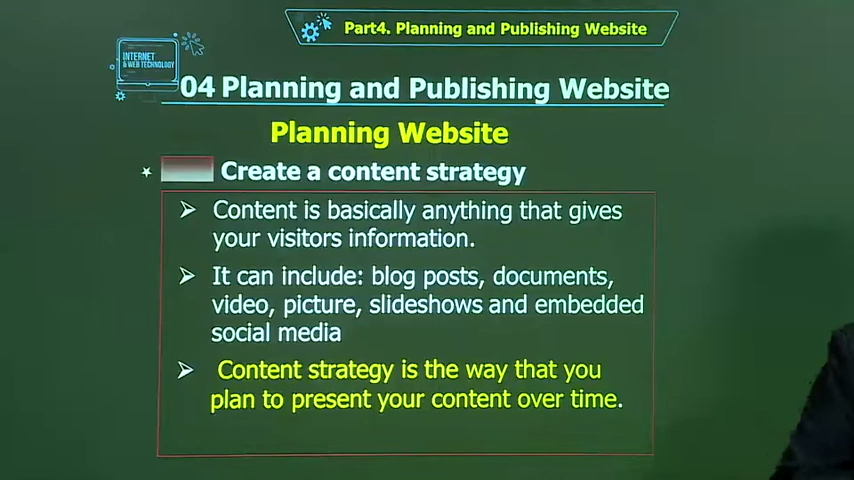 Part4. Planning and Publishing Website
INTERNET
& WEB TECHNOLOGY
04 Planning and Publishing Website
Planning Website
Create a content strategy
Content is basically anything that gives
your visitors information.
It can include: blog posts, documents,
video, picture, slideshows and embedded
social media
Content strategy is the way that you
plan to present your content over time.